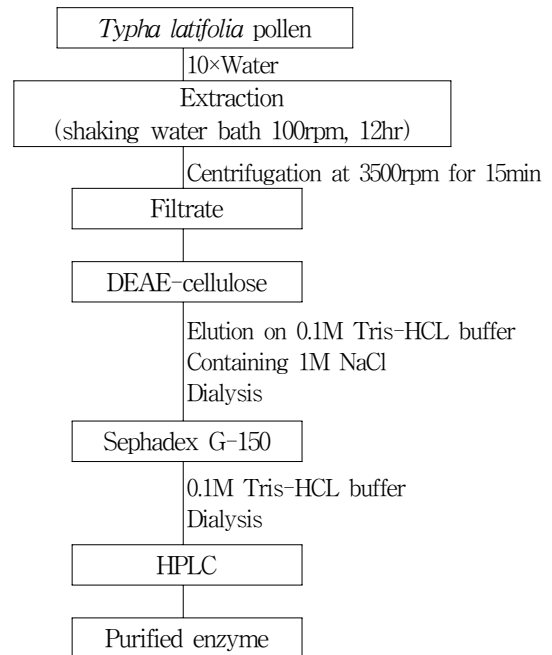 Typha latifolia pollen
10×Water
Extraction
(shaking water bath 100rpm, 12hr)
Centrifugation at 3500rpm for 15min
Filtrate
DEAE-cellulose
Elution on 0.1M Tris-HCL buffer
Containing 1M NaCl
Dialysis
Sephadex G-150
0.1M Tris-HCL buffer
Dialysis
HPLC
Purified enzyme